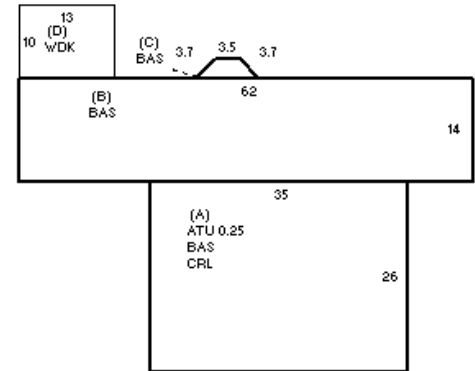 13
(D)
10
WDK
(C)
BAS
3.7
3.5
3.7
62
(B)
BAS
14
35
(A)
ATU 0.25
BAS
CRL
26